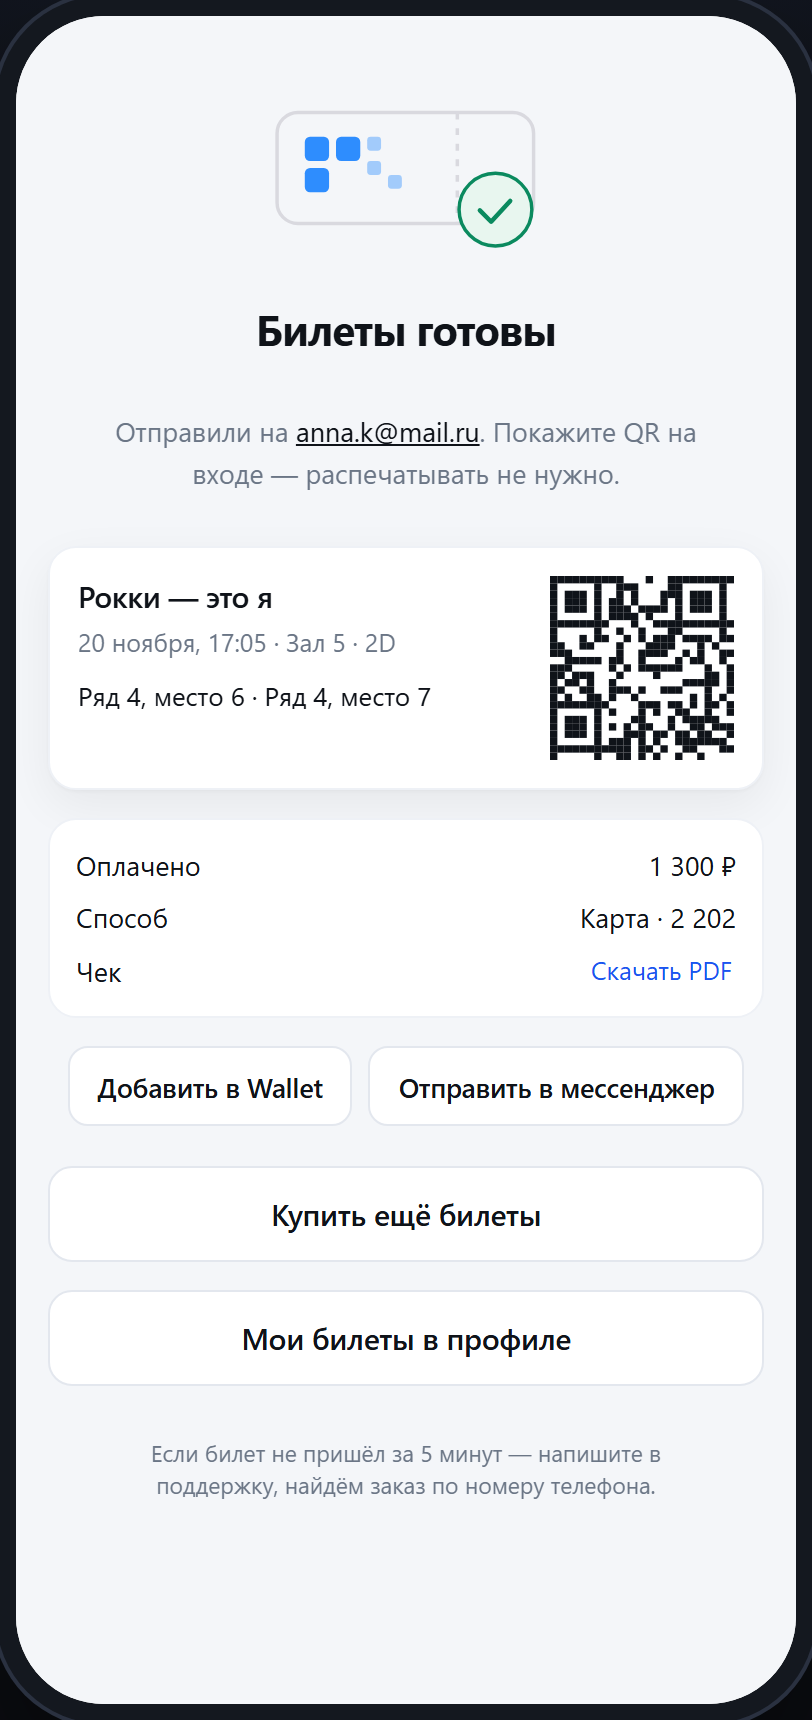 Билеты готовы
Отправили на anna.k@mail.ru. Покажите QR на
входе — распечатывать не нужно.
Рокки — это я
20 ноября, 17:05 · Зал 5 · 2D
Ряд 4, место 6 · Ряд 4, место 7
Оплачено 1 300 ₽
Способ Карта · 2 202
Чек Скачать PDF
Добавить в Wallet Отправить в мессенджер
Купить ещё билеты
Мои билеты в профиле
Если билет не пришёл за 5 минут — напишите в
поддержку, найдём заказ по номеру телефона.